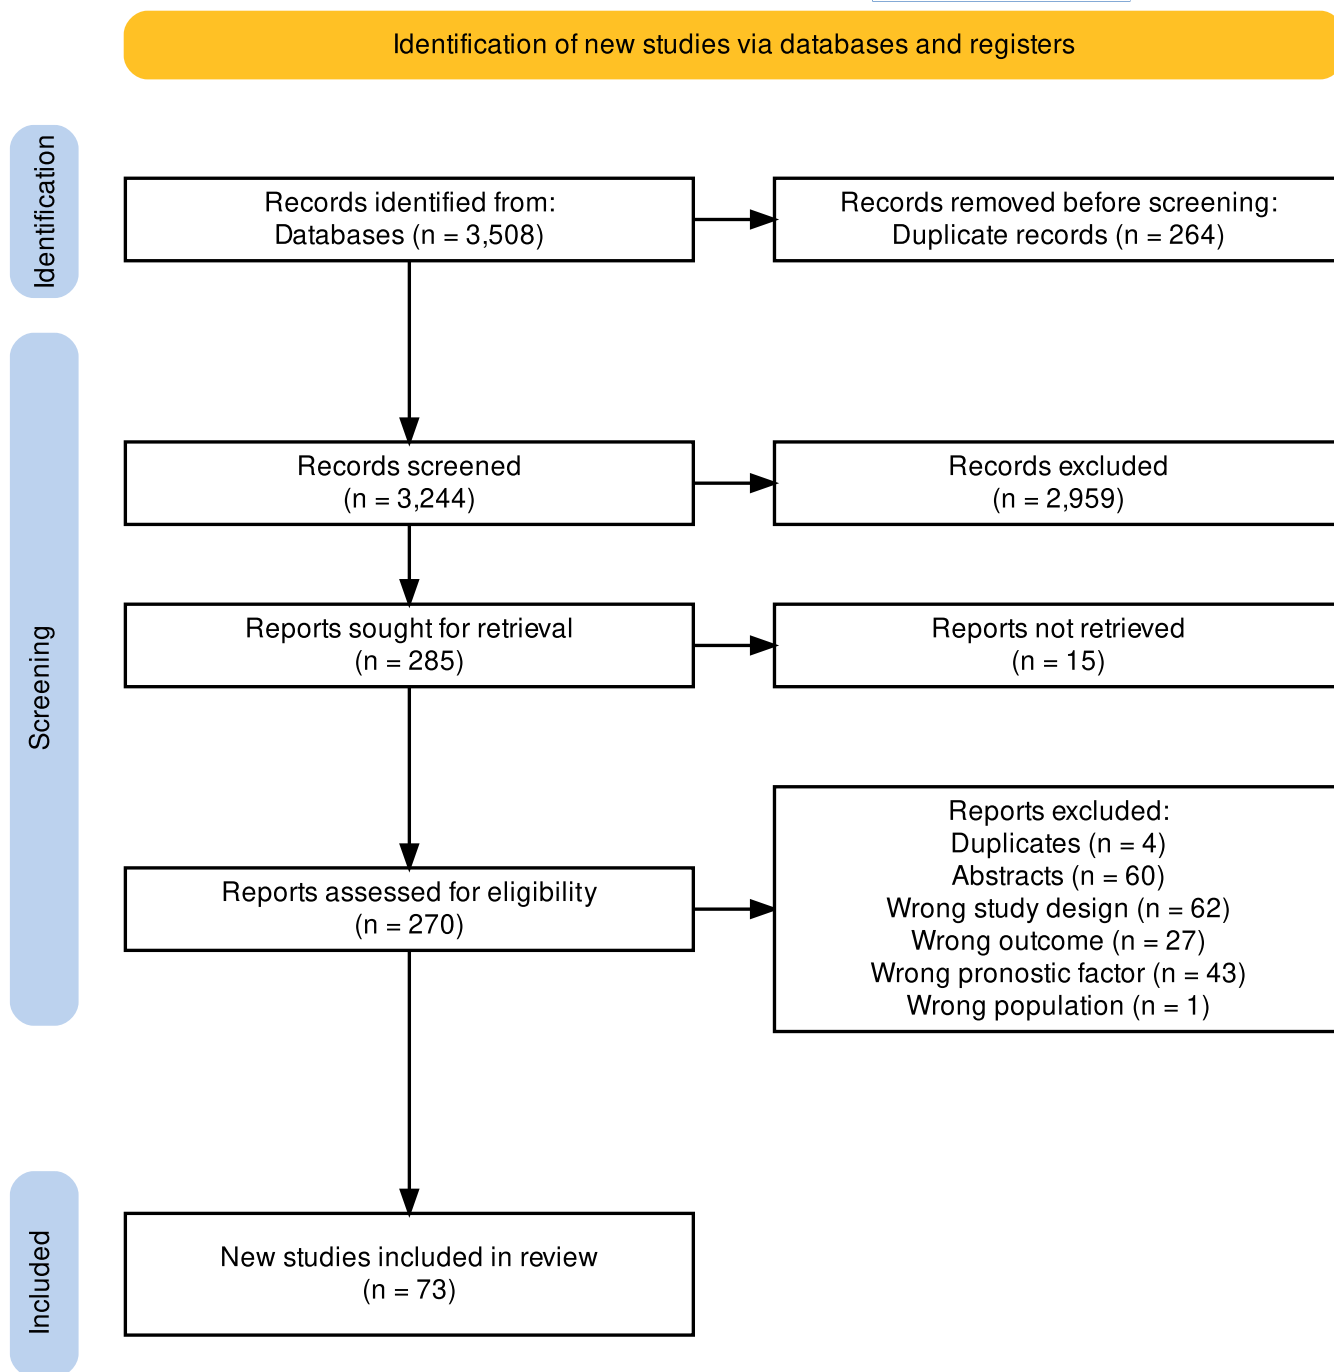 Identification of new studies via databases and registers
Identification
Records identified from:
Databases (n = 3,508)
Records removed before screening:
Duplicate records (n = 264)
Screening
Records screened
(n = 3,244)
Records excluded
(n = 2,959)
Reports sought for retrieval
(n = 285)
Reports not retrieved
(n = 15)
Reports assessed for eligibility
(n = 270)
Reports excluded:
Duplicates (n = 4)
Abstracts (n = 60)
Wrong study design (n = 62)
Wrong outcome (n = 27)
Wrong pronostic factor (n = 43)
Wrong population (n = 1)
Included
New studies included in review
(n = 73)